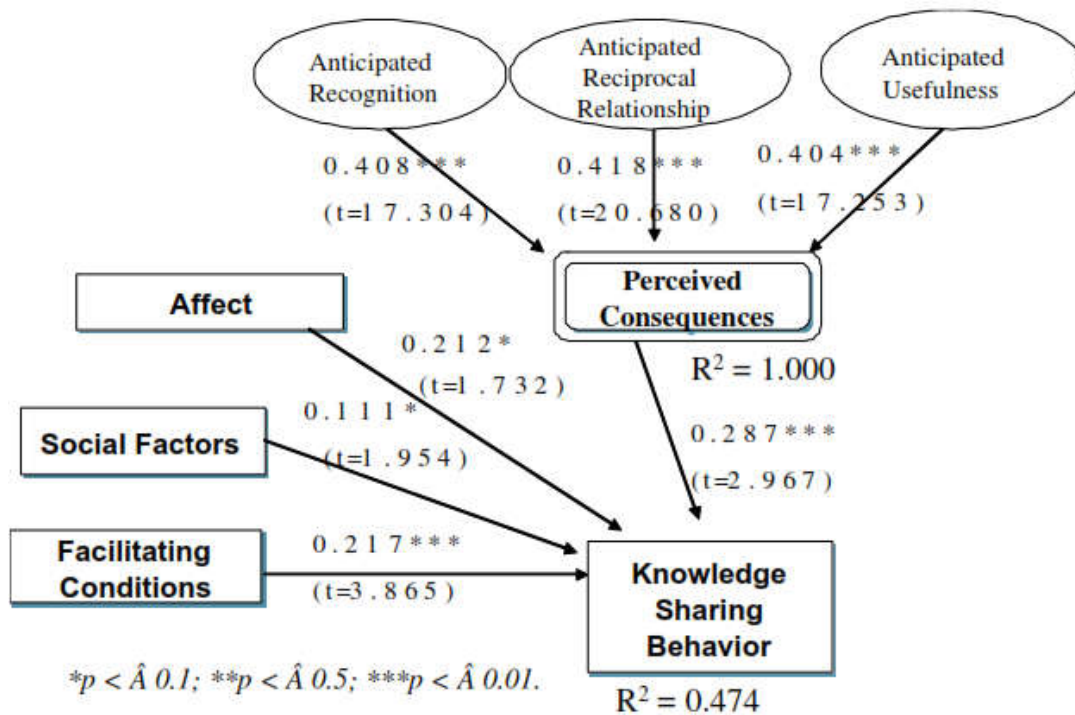 Anticipated
Recognition
Anticipated
Reciprocal
Relationship
Anticipated
Usefulness
0.408***
(t=17.304)
0.418***
(t=20.680)
0.404***
(t=17.253)
Perceived
Consequences
R² = 1.000
Affect
0.212*
(t=1.732)
Social Factors
0.111*
(t=1.954)
0.287***
(t=2.967)
Facilitating
Conditions
0.217***
(t=3.865)
Knowledge
Sharing
Behavior
R² = 0.474
*p < Â 0.1; **p < Â 0.5; ***p < Â 0.01.